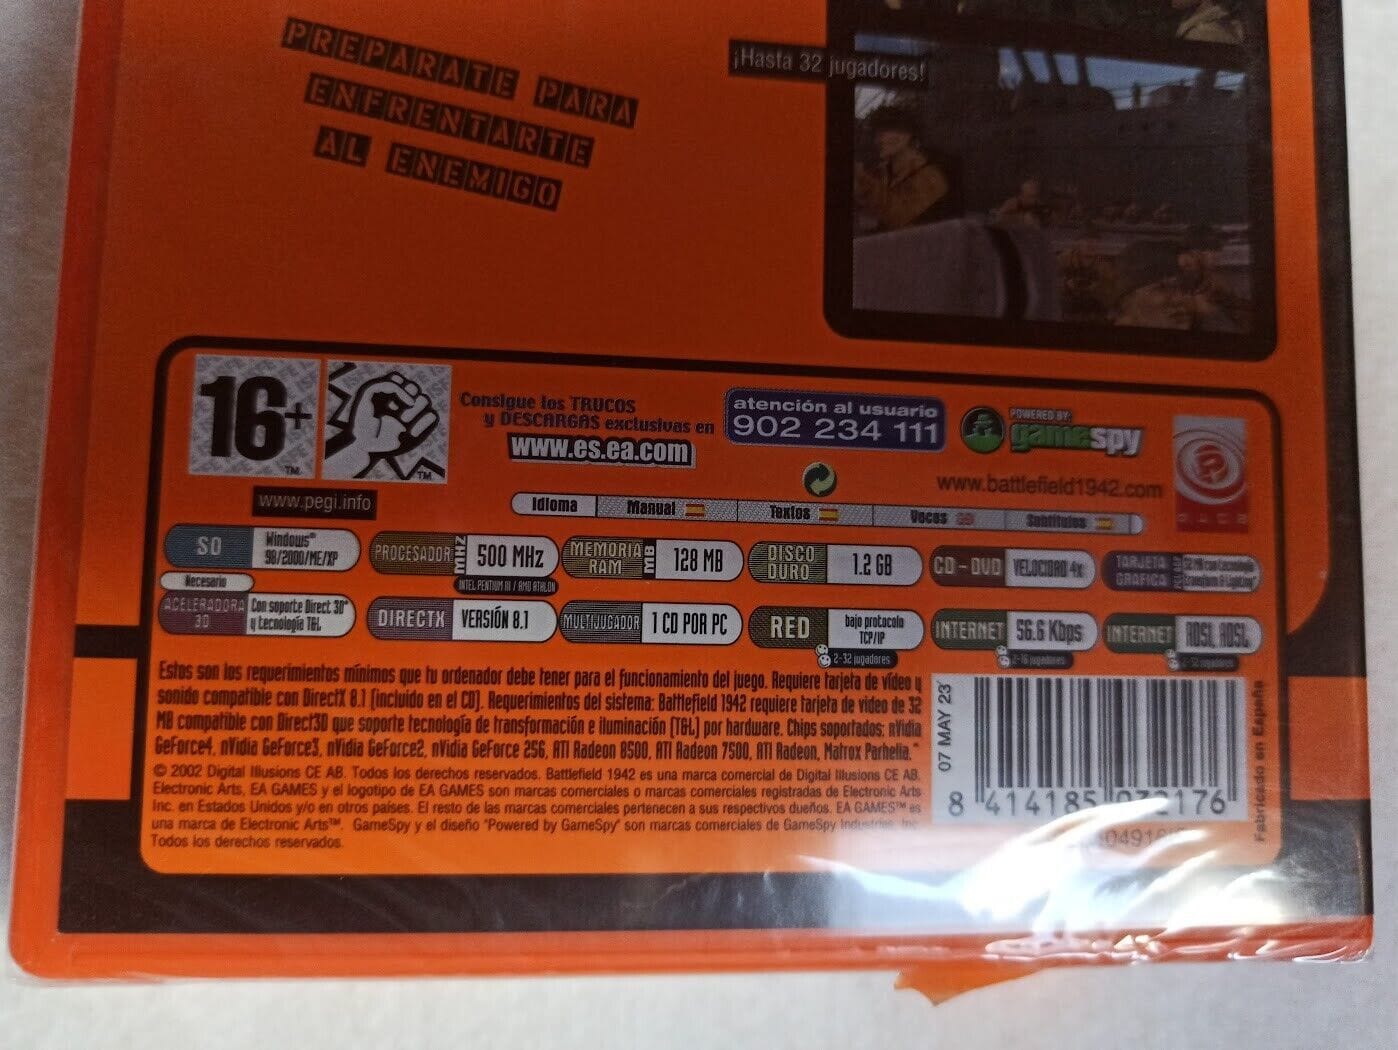 PREPARATE PARA
ENFRENTARTE
AL ENEMIGO
¡Hasta 32 jugadores!
16+
TM
TM
www.pegi.info
Consigue los TRUCOS
y DESCARGAS exclusivas en
www.es.ea.com
atención al usuario
902 234 111
POWERED BY:
gamespy
www.battlefield1942.com
Idioma Manual Textos Voces Subtítulos
SO Windows® 98/2000/ME/XP
Necesario
PROCESADOR MHZ 500 MHz
INTEL PENTIUM III / AMD ATHLON
MEMORIA RAM MB 128 MB
DISCO DURO 1.2 GB
CD-DVD VELOCIDAD 4x
TARJETA GRAFICA
ACELERADORA 3D Con soporte Direct 3D® y tecnología T&L
DIRECTX VERSIÓN 8.1
MULTIJUGADOR 1 CD POR PC
RED bajo protocolo TCP/IP
2-32 jugadores
INTERNET 56.6 Kbps
2-16 jugadores
INTERNET ADSL, RDSL
2-32 jugadores
Estos son los requerimientos mínimos que tu ordenador debe tener para el funcionamiento del juego. Requiere tarjeta de vídeo y
sonido compatible con DirectX 8.1 (incluido en el CD). Requerimientos del sistema: Battlefield 1942 requiere tarjeta de video de 32
MB compatible con Direct3D que soporte tecnología de transformación e iluminación (T&L) por hardware. Chips soportados: nVidia
GeForce4, nVidia GeForce3, nVidia GeForce2, nVidia GeForce 256, ATI Radeon 8500, ATI Radeon 7500, ATI Radeon, Matrox Parhelia."
© 2002 Digital Illusions CE AB. Todos los derechos reservados. Battlefield 1942 es una marca comercial de Digital Illusions CE AB.
Electronic Arts, EA GAMES y el logotipo de EA GAMES son marcas comerciales o marcas comerciales registradas de Electronic Arts
Inc. en Estados Unidos y/o en otros países. El resto de las marcas comerciales pertenecen a sus respectivos dueños. EA GAMES™ es
una marca de Electronic Arts™. GameSpy y el diseño "Powered by GameSpy" son marcas comerciales de GameSpy Industries, Inc.
Todos los derechos reservados.
07 MAY 23
8 414185 032176
Fabricado en España